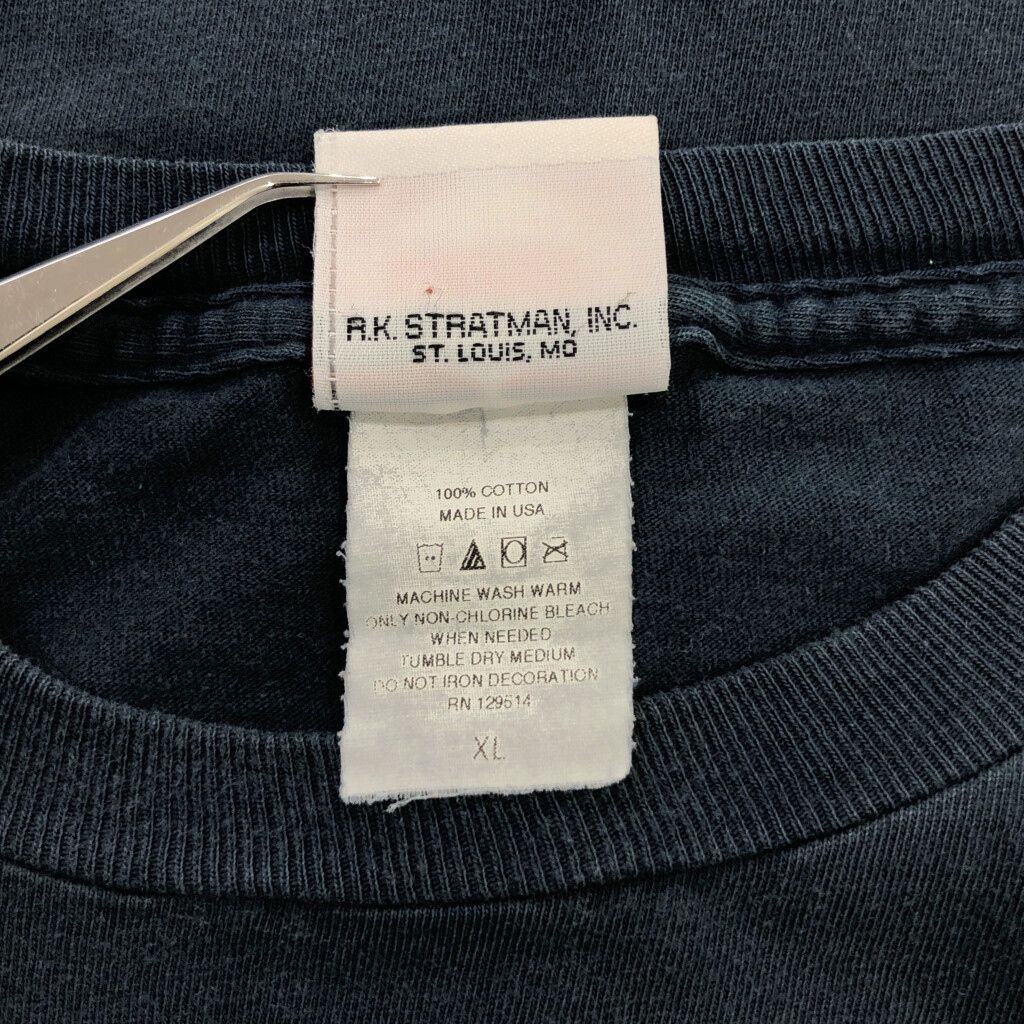 R.K. STRATMAN, INC.
ST. LOUIS, MO
100% COTTON
MADE IN USA
MACHINE WASH WARM
ONLY NON-CHLORINE BLEACH
WHEN NEEDED
TUMBLE DRY MEDIUM
DO NOT IRON DECORATION
RN 129514
XL